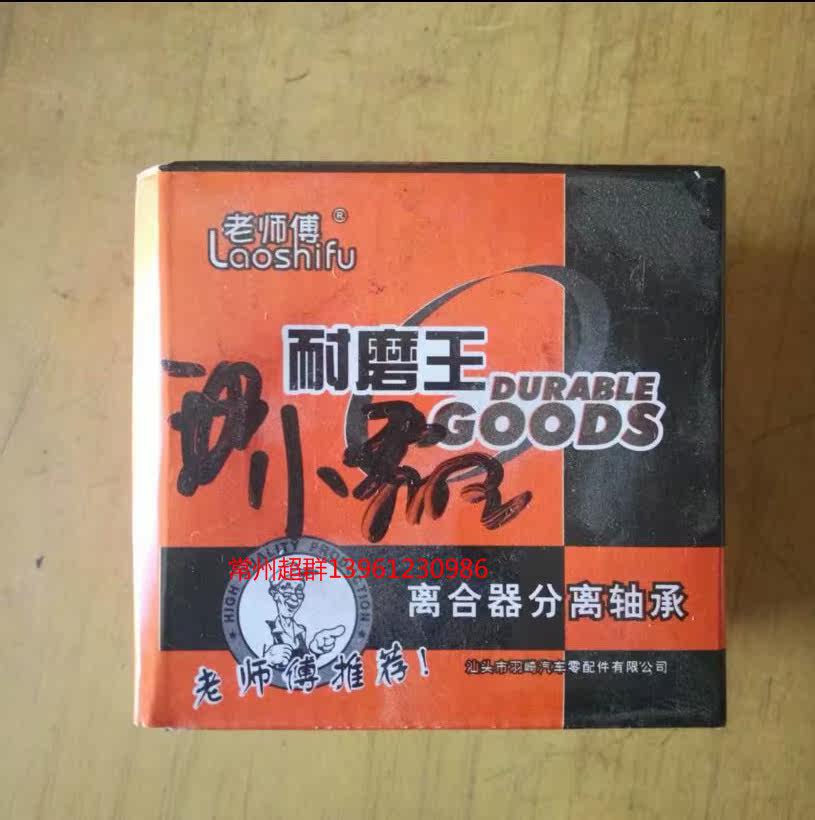 老师傅®
Laoshifu
耐磨王
DURABLE
GOODS
小
HIGH QUALITY PRODUCTION
常州超群13961230986
离合器分离轴承
老师傅推荐!
汕头市羽崎汽车零配件有限公司